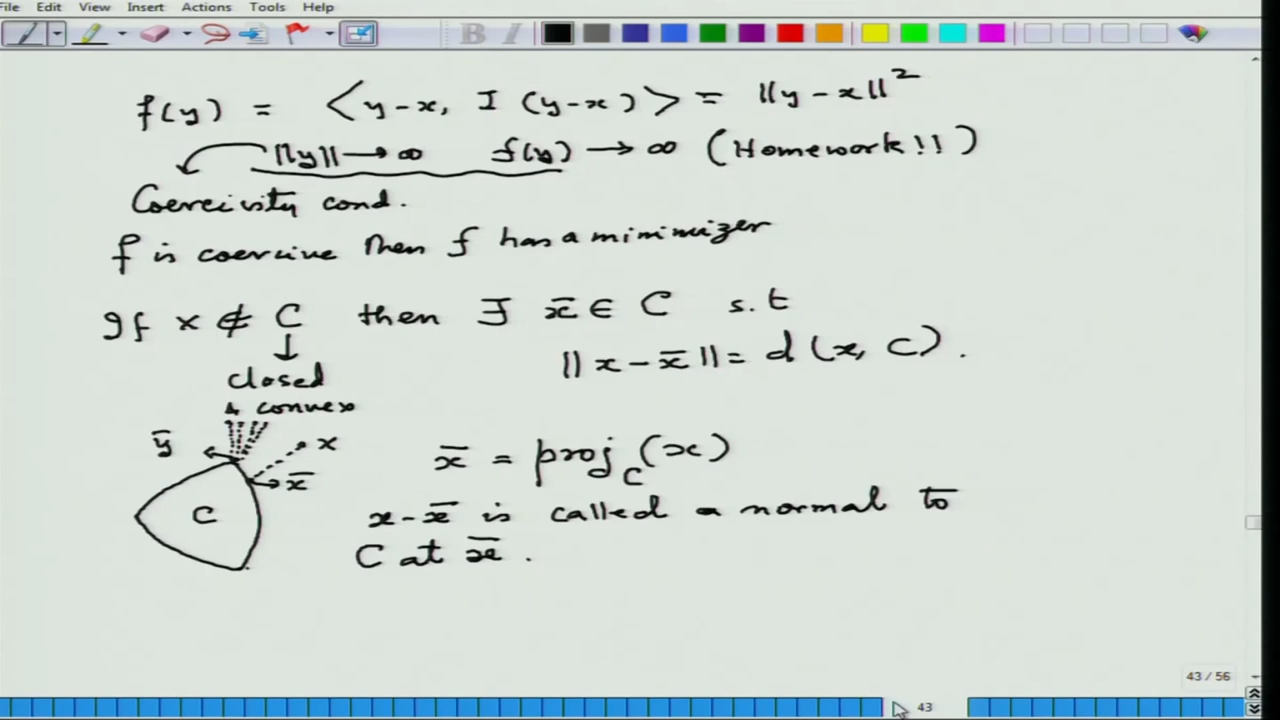 File Edit View Insert Actions Tools Help
B I
f(y) = <y-x, I (y-x)> = ||y-x||²
||y|| → ∞ f(y) → ∞ (Homework!!)
Coercivity cond.
f is coercive then f has a minimizer
If x ∉ C then ∃ x̄ ∈ C s.t
||x-x̄|| = d(x, C).
closed
& convex
ȳ x
x̄
C
x̄ = proj_C(x)
x-x̄ is called a normal to
C at x̄.
43 / 56
43